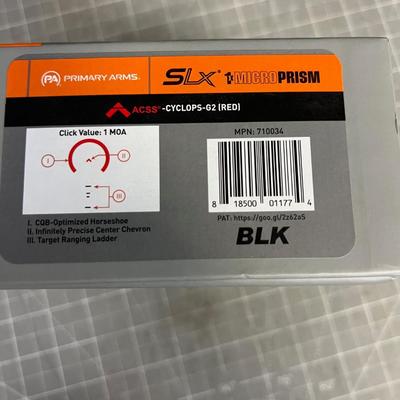 PA PRIMARY ARMS.
SLx 1x MICROPRISM
ACSS®-CYCLOPS-G2 (RED)
Click Value: 1 MOA
I
II
III
I. CQB-Optimized Horseshoe
II. Infinitely Precise Center Chevron
III. Target Ranging Ladder
MPN: 710034
8 18500 01177 4
PAT: https://goo.gl/2z62aS
BLK